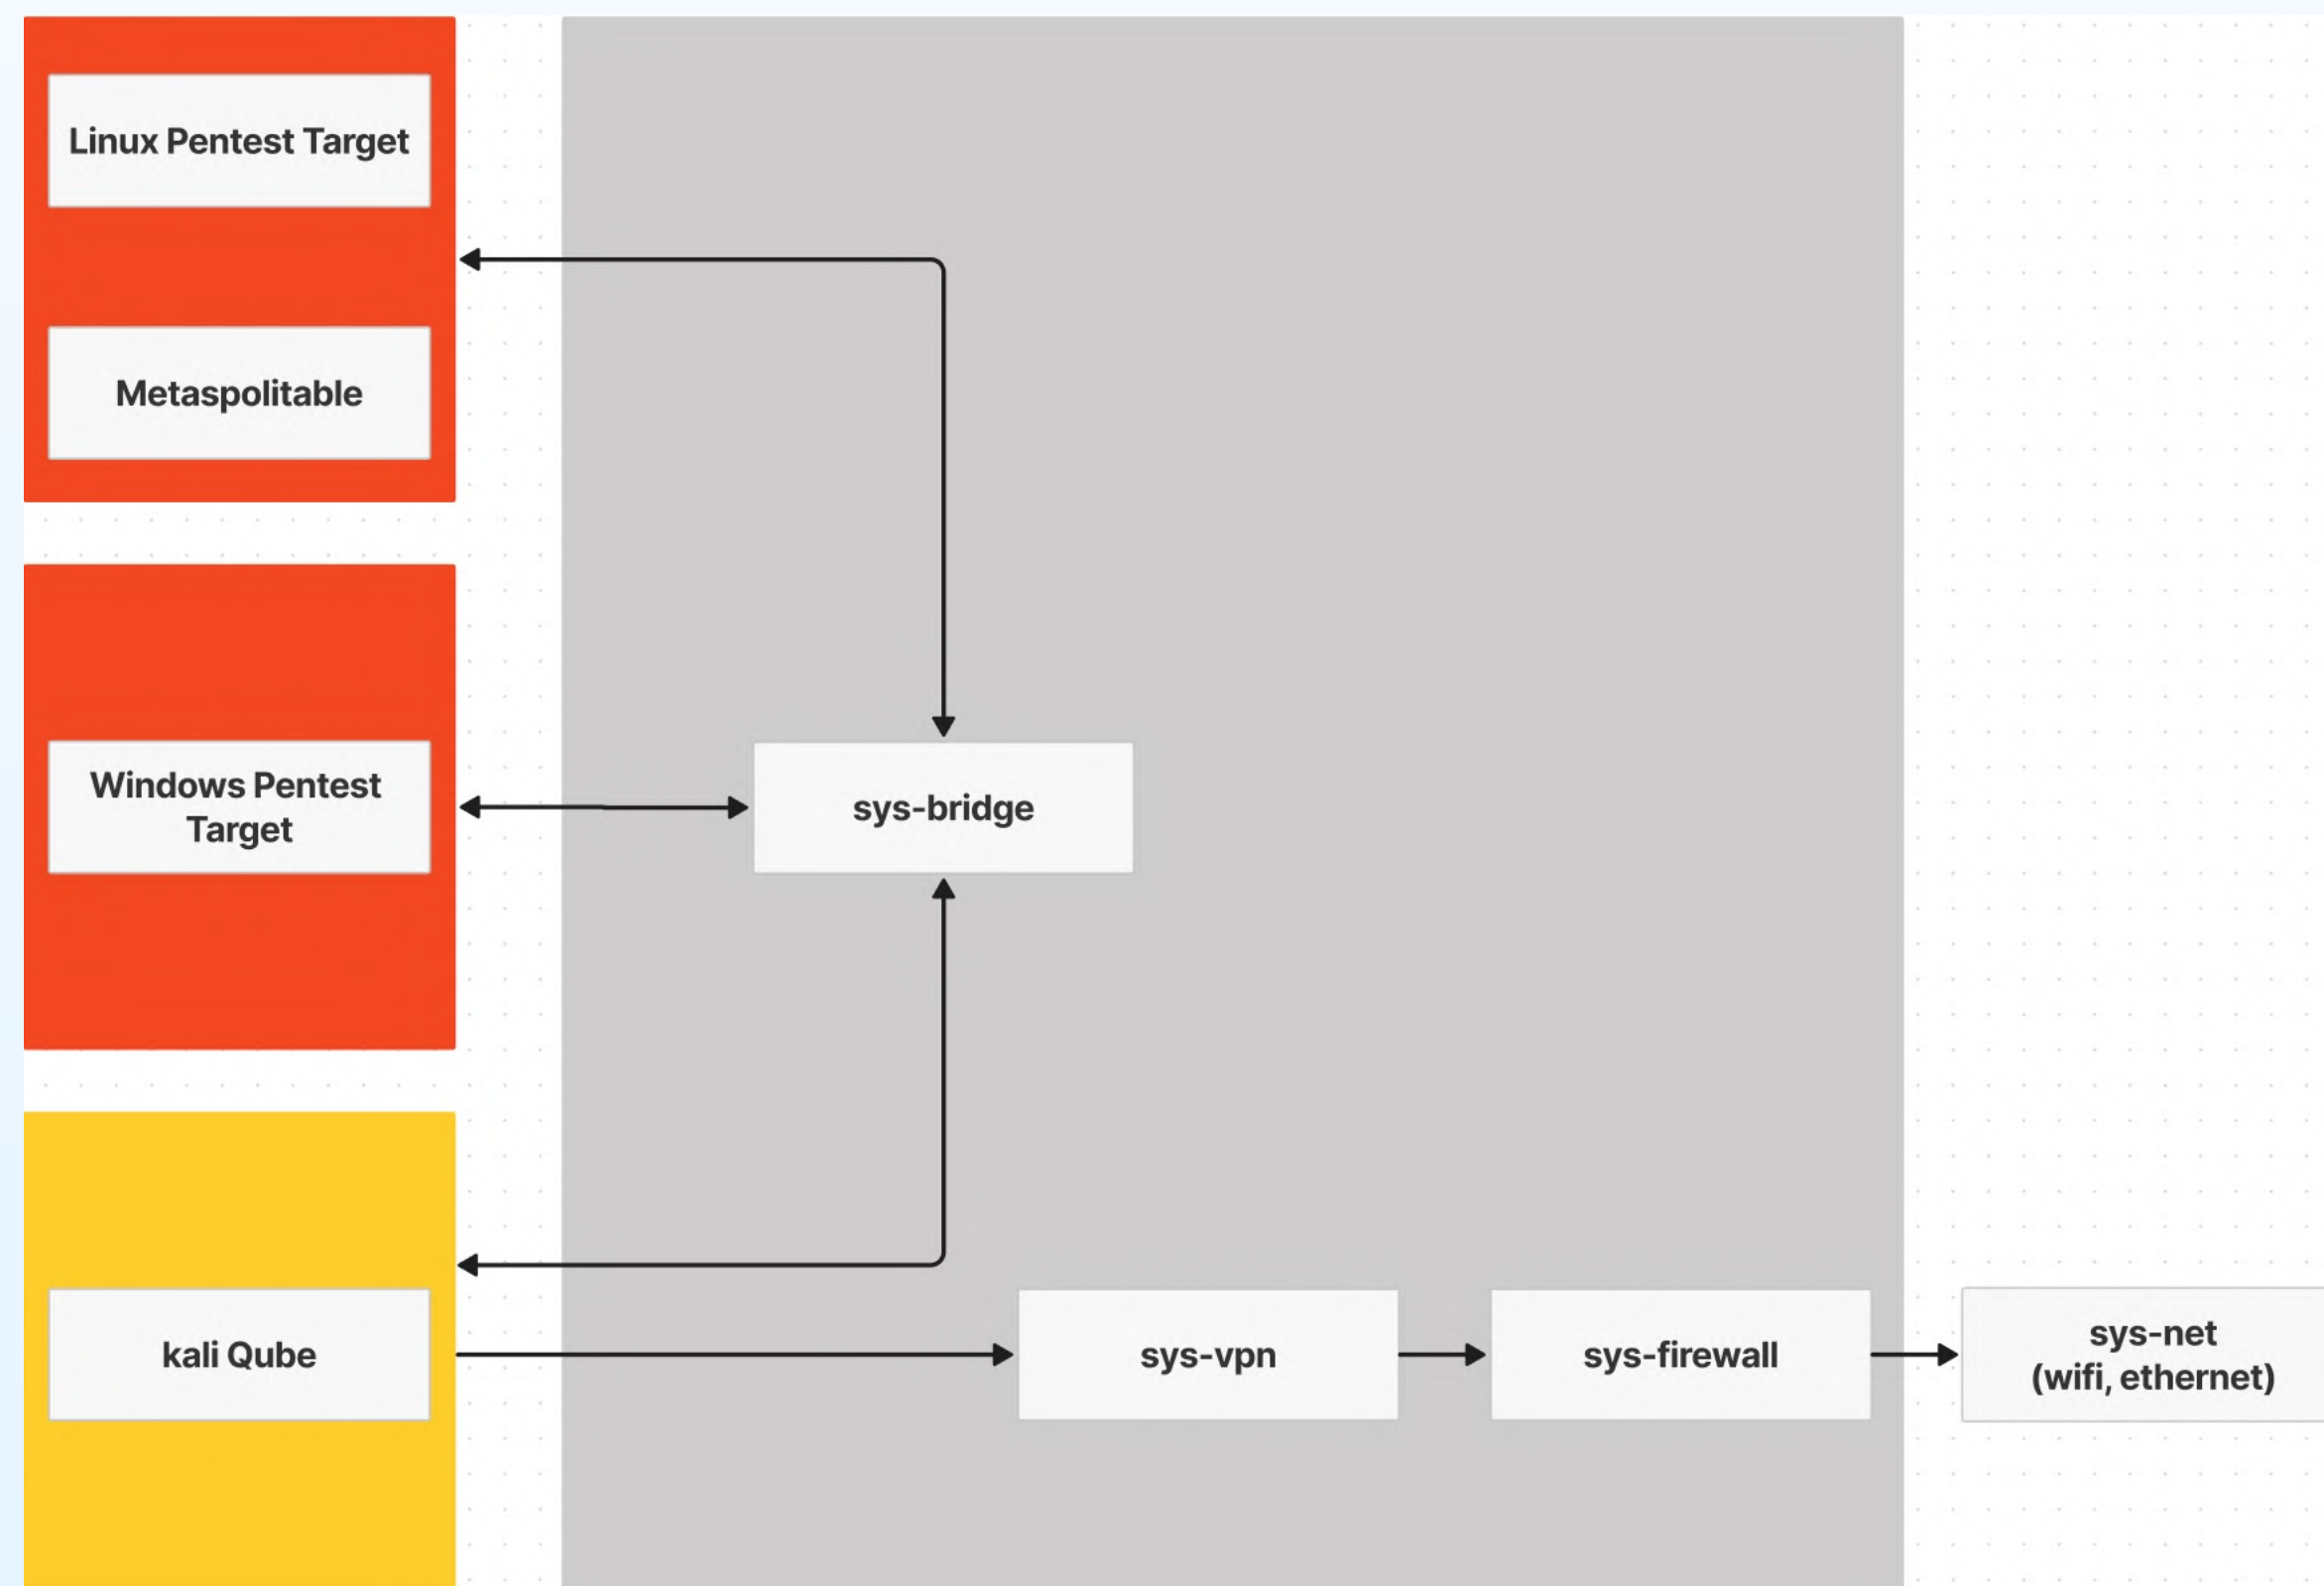 Linux Pentest Target
Metaspolitable
Windows Pentest
Target
sys-bridge
kali Qube
sys-vpn
sys-firewall
sys-net
(wifi, ethernet)